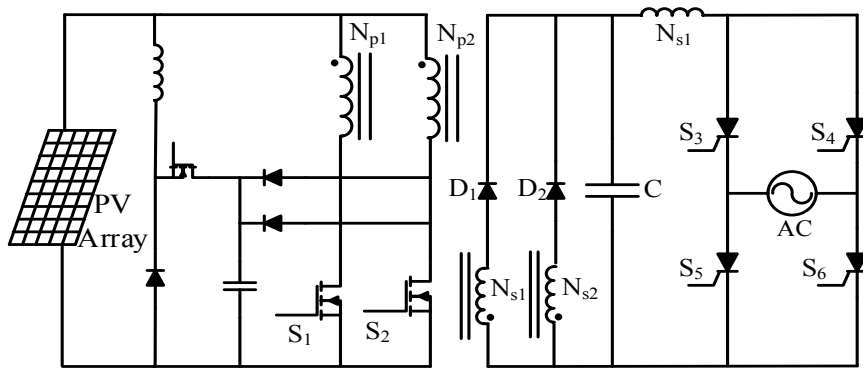 N_p1
N_p2
N_s1
S_3
S_4
PV
Array
D_1
D_2
C
AC
S_1
S_2
N_s1
N_s2
S_5
S_6